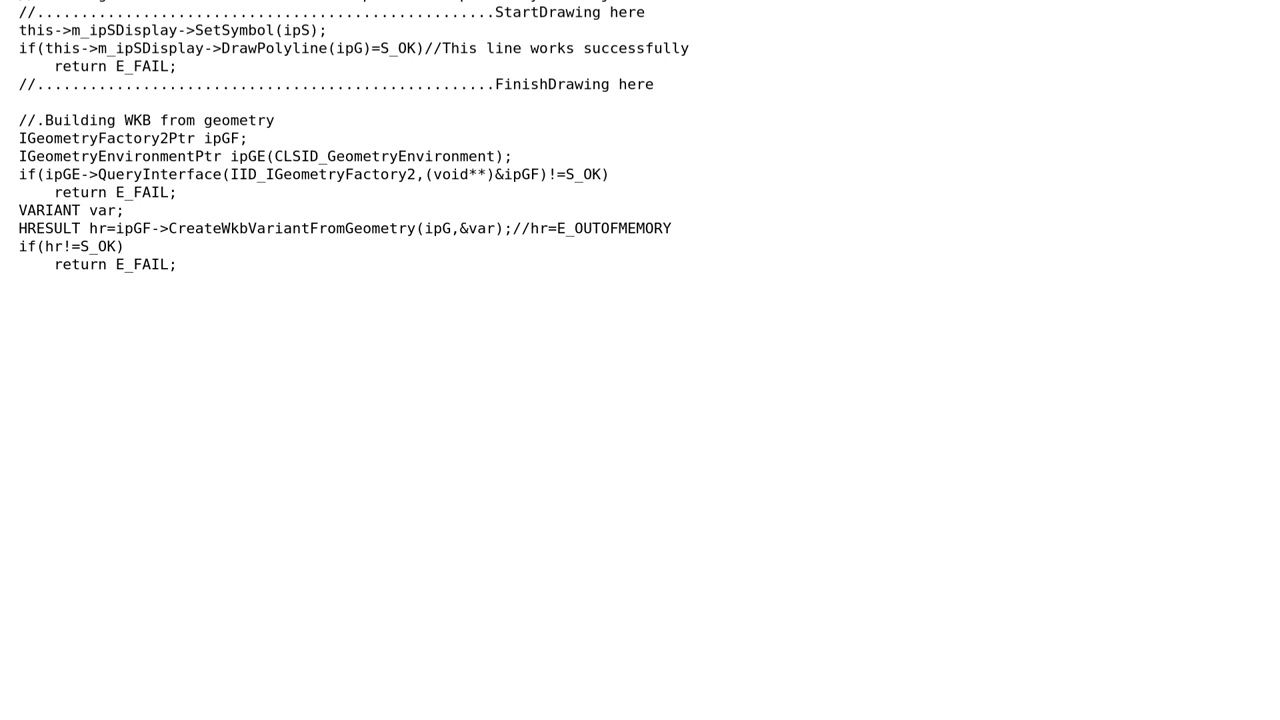 //....................................................StartDrawing here
this->m_ipSDisplay->SetSymbol(ipS);
if(this->m_ipSDisplay->DrawPolyline(ipG)=S_OK)//This line works successfully
    return E_FAIL;
//....................................................FinishDrawing here

//.Building WKB from geometry
IGeometryFactory2Ptr ipGF;
IGeometryEnvironmentPtr ipGE(CLSID_GeometryEnvironment);
if(ipGE->QueryInterface(IID_IGeometryFactory2,(void**)&ipGF)!=S_OK)
    return E_FAIL;
VARIANT var;
HRESULT hr=ipGF->CreateWkbVariantFromGeometry(ipG,&var);//hr=E_OUTOFMEMORY
if(hr!=S_OK)
    return E_FAIL;